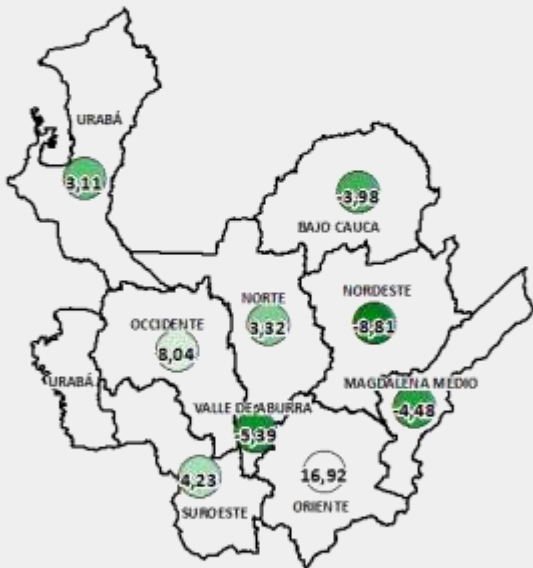 URABÁ
3,11
-3,98
BAJO CAUCA
NORTE
3,32
NORDESTE
-8,81
OCCIDENTE
8,04
URABÁ
MAGDALENA MEDIO
-4,48
VALLE DE ABURRA
-5,39
4,23
SUROESTE
16,92
ORIENTE